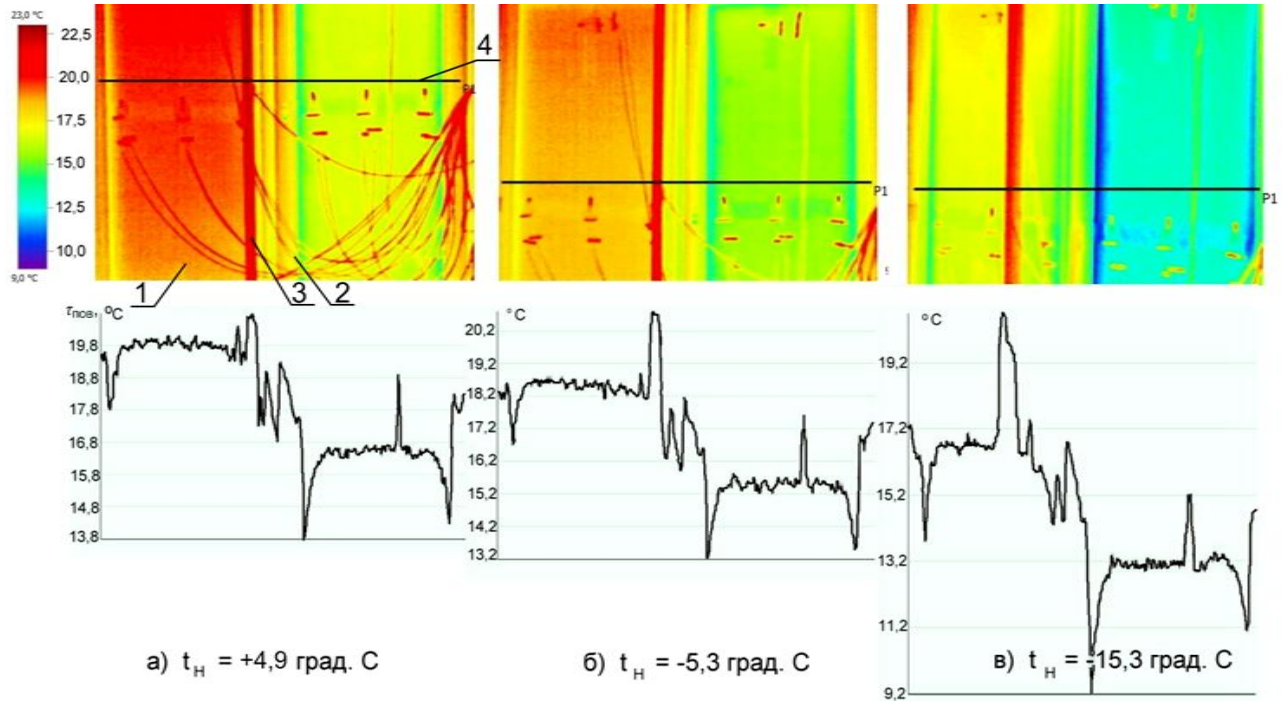 23,0 °C
22,5
20,0
17,5
15,0
12,5
10,0
9,0 °C
4
P1
1
3
2
P1
P1
τпов, °C
19,8
18,8
17,8
16,8
15,8
14,8
13,8
°C
20,2
19,2
18,2
17,2
16,2
15,2
14,2
13,2
°C
19,2
17,2
15,2
13,2
11,2
9,2
а) tн = +4,9 град. С
б) tн = -5,3 град. С
в) tн = -15,3 град. С